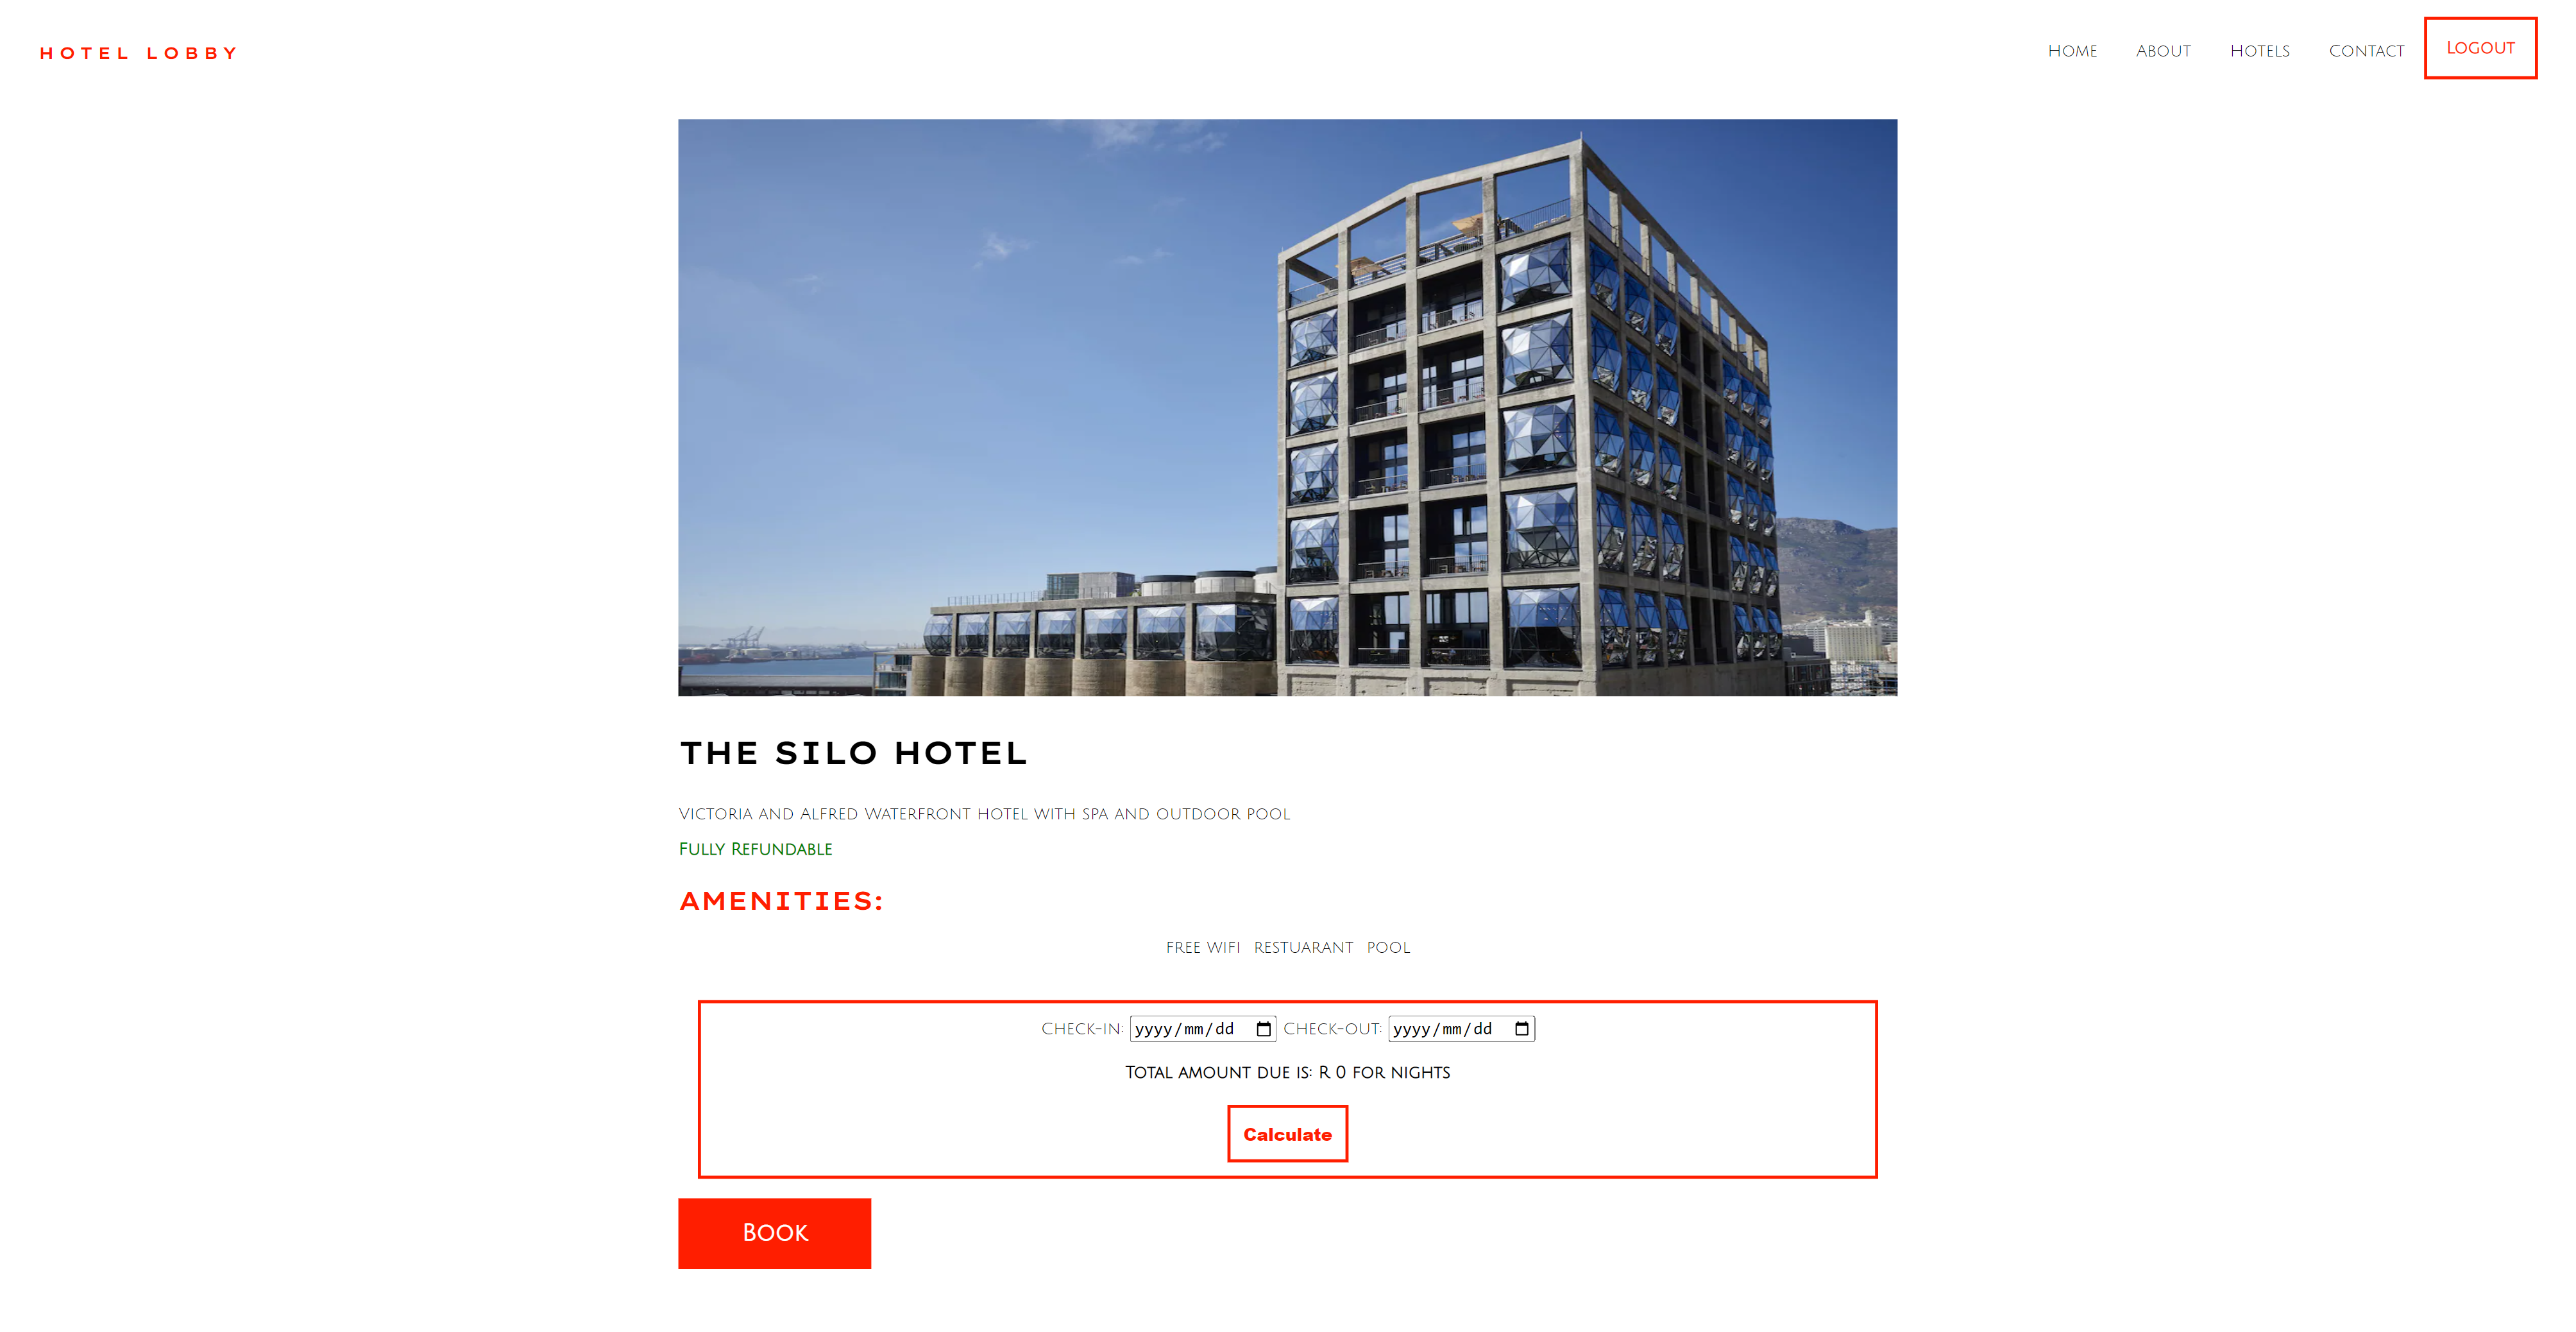 HOTEL LOBBY
Home About Hotels Contact Logout
THE SILO HOTEL
Victoria and Alfred Waterfront hotel with spa and outdoor pool
Fully Refundable
AMENITIES:
FREE WIFI RESTUARANT POOL
Check-in: yyyy/mm/dd Check-out: yyyy/mm/dd
Total amount due is: R 0 for nights
Calculate
Book